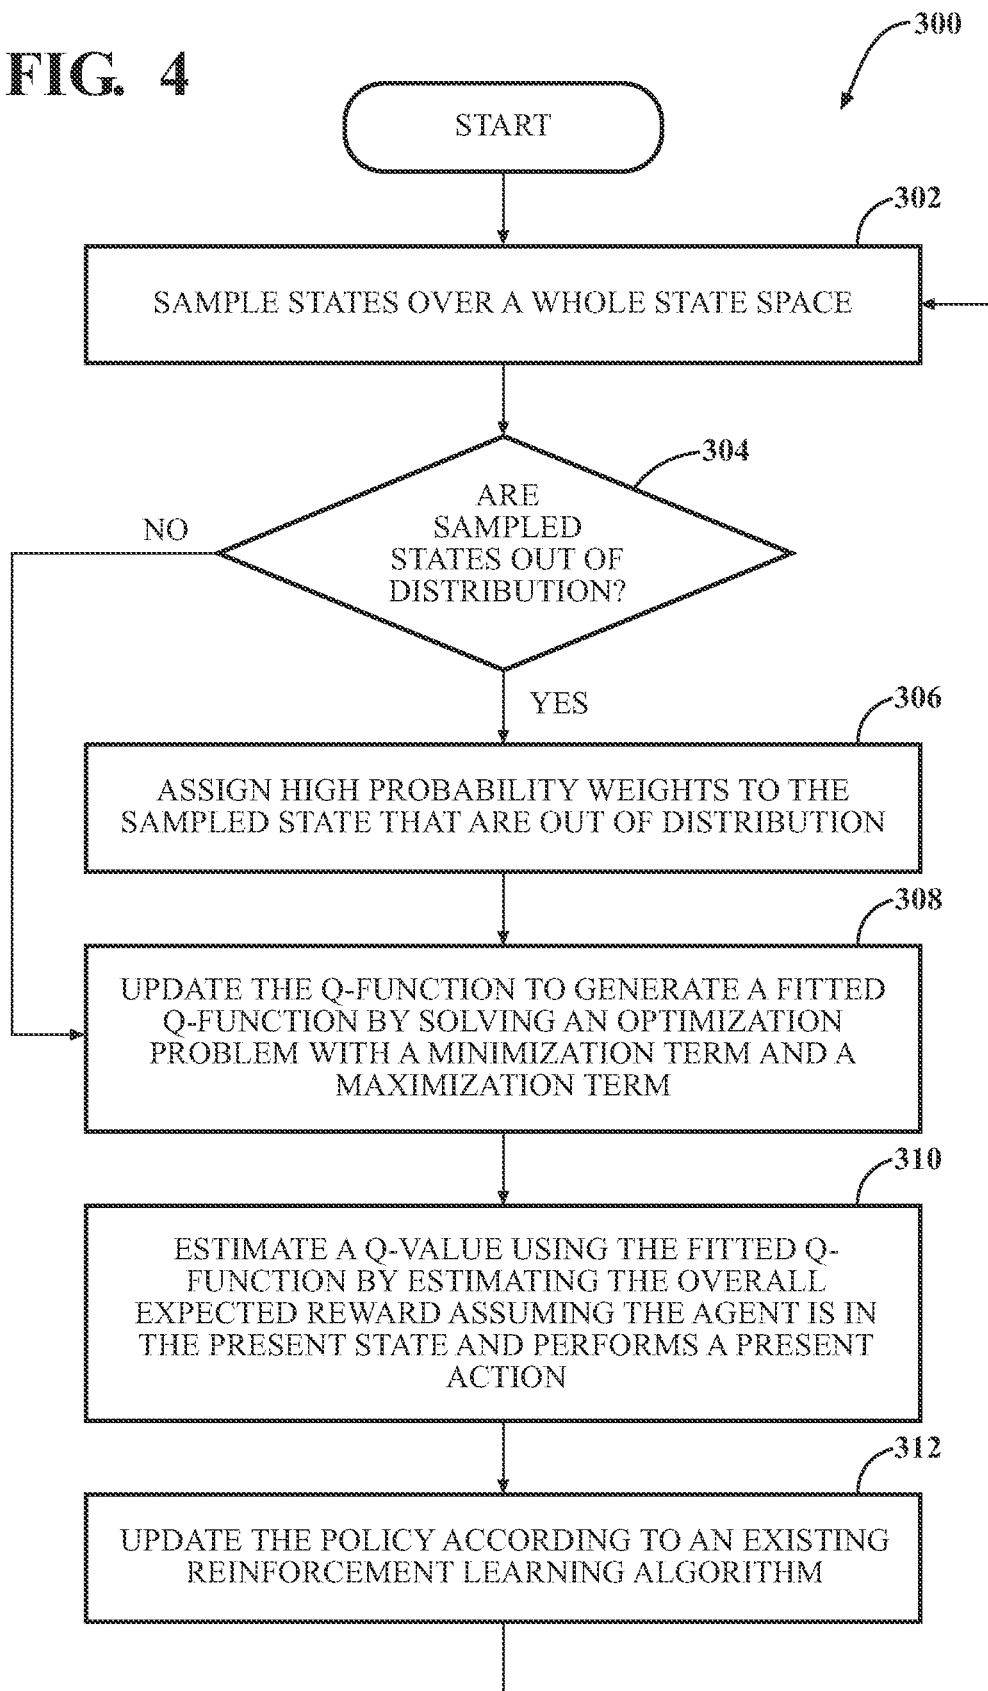 FIG. 4
300
START
302
SAMPLE STATES OVER A WHOLE STATE SPACE
304
ARE
SAMPLED
STATES OUT OF
DISTRIBUTION?
NO
YES
306
ASSIGN HIGH PROBABILITY WEIGHTS TO THE
SAMPLED STATE THAT ARE OUT OF DISTRIBUTION
308
UPDATE THE Q-FUNCTION TO GENERATE A FITTED
Q-FUNCTION BY SOLVING AN OPTIMIZATION
PROBLEM WITH A MINIMIZATION TERM AND A
MAXIMIZATION TERM
310
ESTIMATE A Q-VALUE USING THE FITTED Q-
FUNCTION BY ESTIMATING THE OVERALL
EXPECTED REWARD ASSUMING THE AGENT IS IN
THE PRESENT STATE AND PERFORMS A PRESENT
ACTION
312
UPDATE THE POLICY ACCORDING TO AN EXISTING
REINFORCEMENT LEARNING ALGORITHM